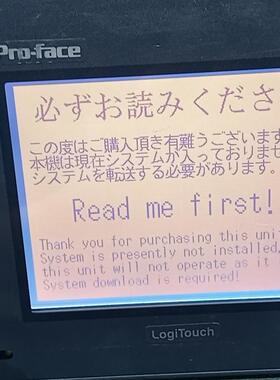 Pro-face
必ずお読みくださ
この度はご購入頂き有難うございます
本機は現在システムが入っておりませ
システムを転送する必要があります。
Read me first!
Thank you for purchasing this unit
System is presently not installed,
this unit will not operate as it
System download is required!
LogiTouch